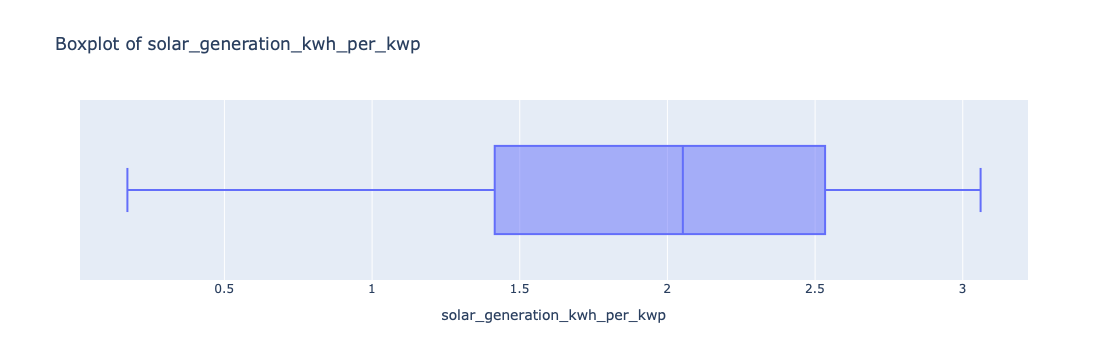 Boxplot of solar_generation_kwh_per_kwp
0.5 1 1.5 2 2.5 3
solar_generation_kwh_per_kwp